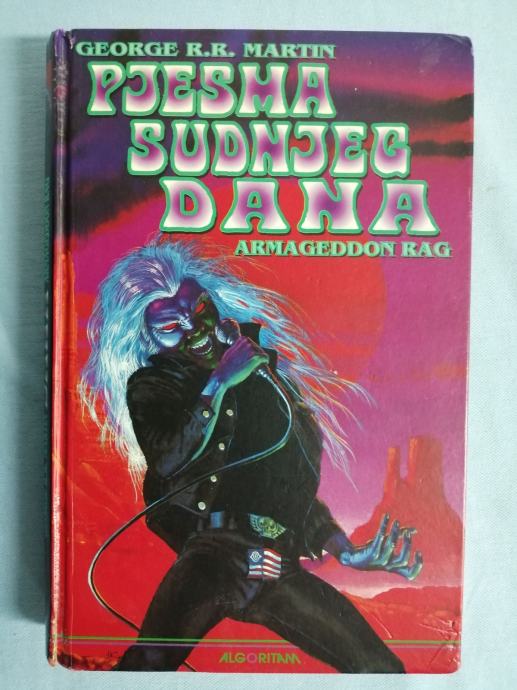 GEORGE R.R. MARTIN
PJESMA
SUDNJEG
DANA
ARMAGEDDON RAG
ALGORITAM